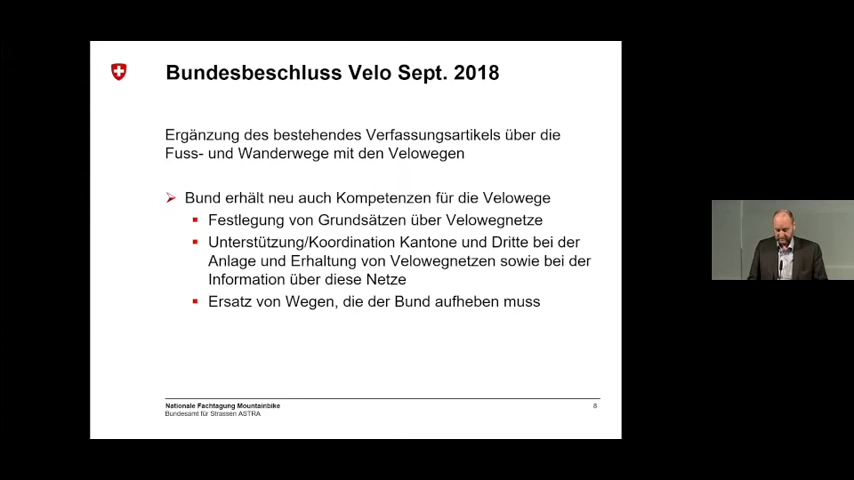 Bundesbeschluss Velo Sept. 2018
Ergänzung des bestehendes Verfassungsartikels über die
Fuss- und Wanderwege mit den Velowegen
Bund erhält neu auch Kompetenzen für die Velowege
Festlegung von Grundsätzen über Velowegnetze
Unterstützung/Koordination Kantone und Dritte bei der
Anlage und Erhaltung von Velowegnetzen sowie bei der
Information über diese Netze
Ersatz von Wegen, die der Bund aufheben muss
Nationale Fachtagung Mountainbike
8
Bundesamt für Strassen ASTRA